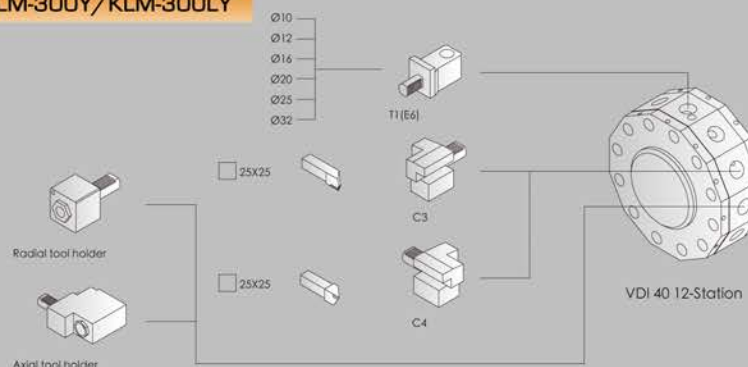 KLM-300Y/KLM-300LY
Ø10
Ø12
Ø16
Ø20
Ø25
Ø32
T1(E6)
25X25
C3
Radial tool holder
25X25
C4
VDI 40 12-Station
Axial tool holder